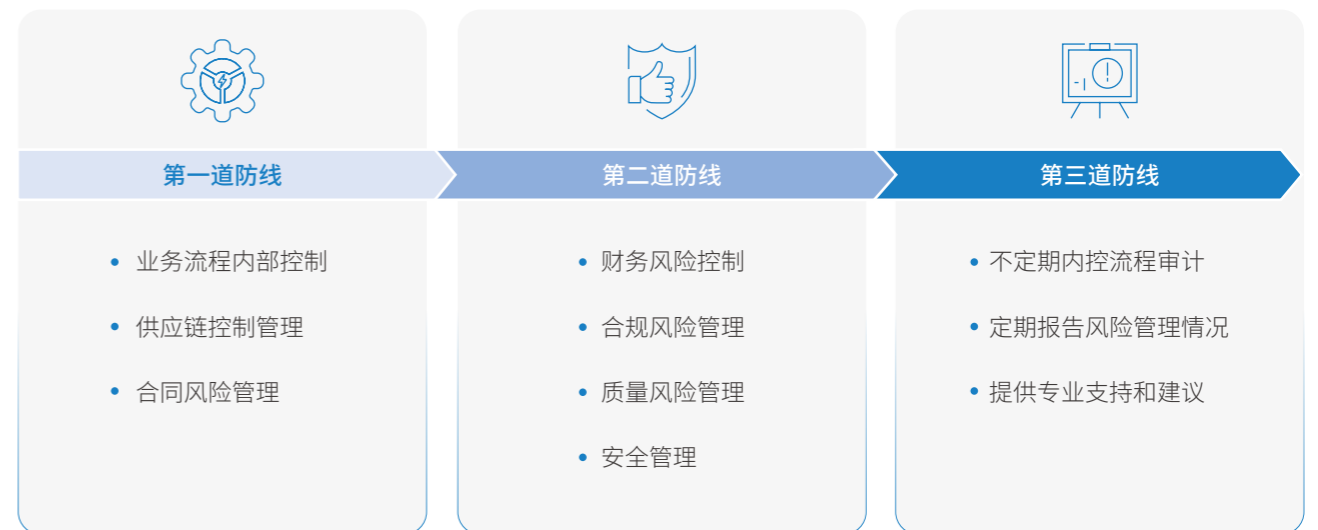 第一道防线
业务流程内部控制
供应链控制管理
合同风险管理
第二道防线
财务风险控制
合规风险管理
质量风险管理
安全管理
第三道防线
不定期内控流程审计
定期报告风险管理情况
提供专业支持和建议